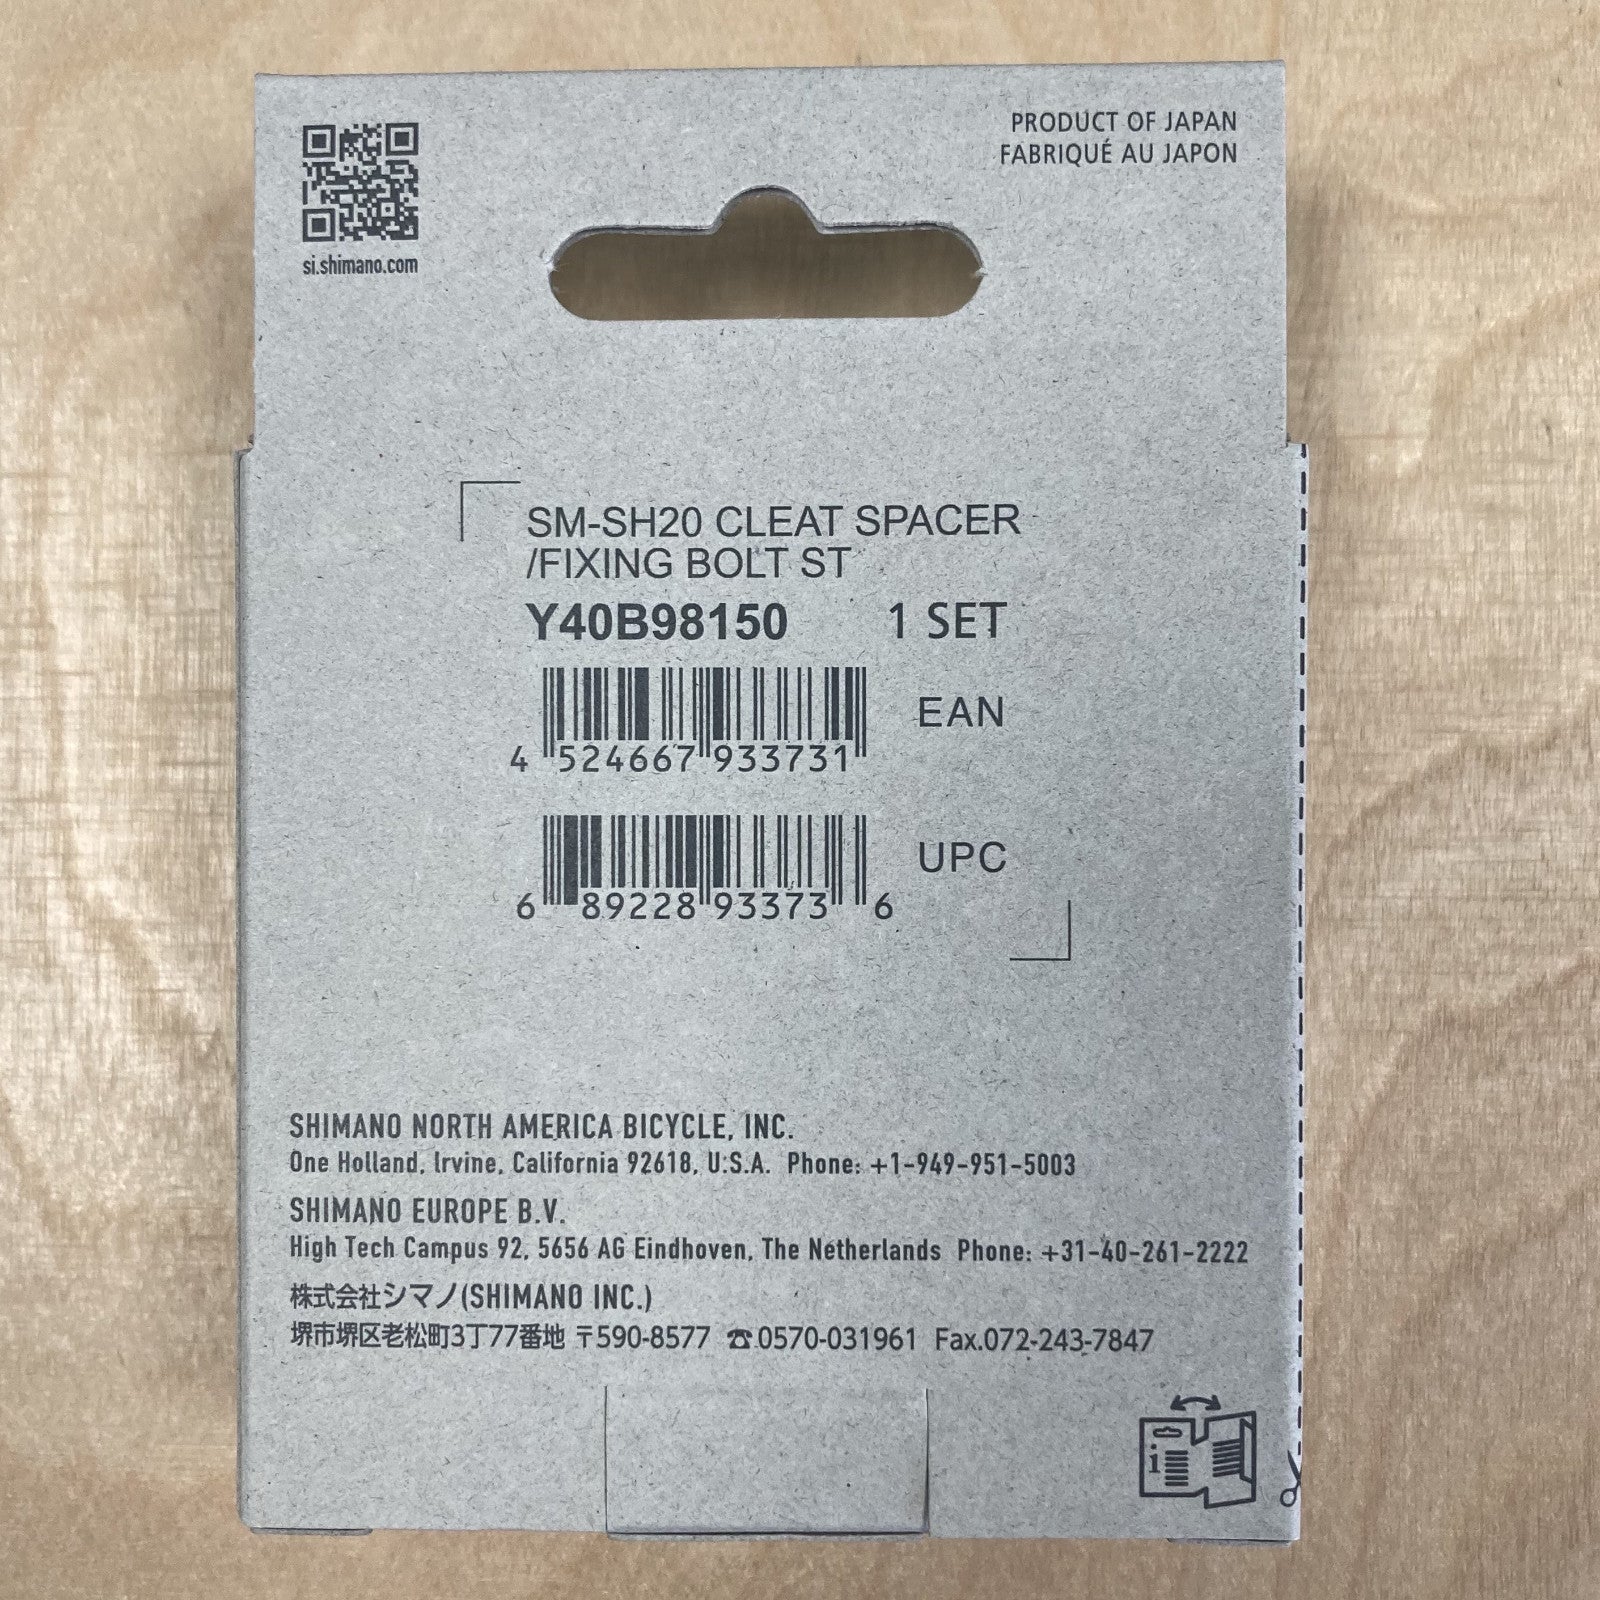 PRODUCT OF JAPAN
FABRIQUÉ AU JAPON
si.shimano.com
SM-SH20 CLEAT SPACER
/FIXING BOLT ST
Y40B98150 1 SET
EAN
4 524667 933731
UPC
6 89228 93373 6
SHIMANO NORTH AMERICA BICYCLE, INC.
One Holland, Irvine, California 92618, U.S.A. Phone: +1-949-951-5003
SHIMANO EUROPE B.V.
High Tech Campus 92, 5656 AG Eindhoven, The Netherlands Phone: +31-40-261-2222
株式会社シマノ(SHIMANO INC.)
堺市堺区老松町3丁77番地 〒590-8577 ☎0570-031961 Fax.072-243-7847
i